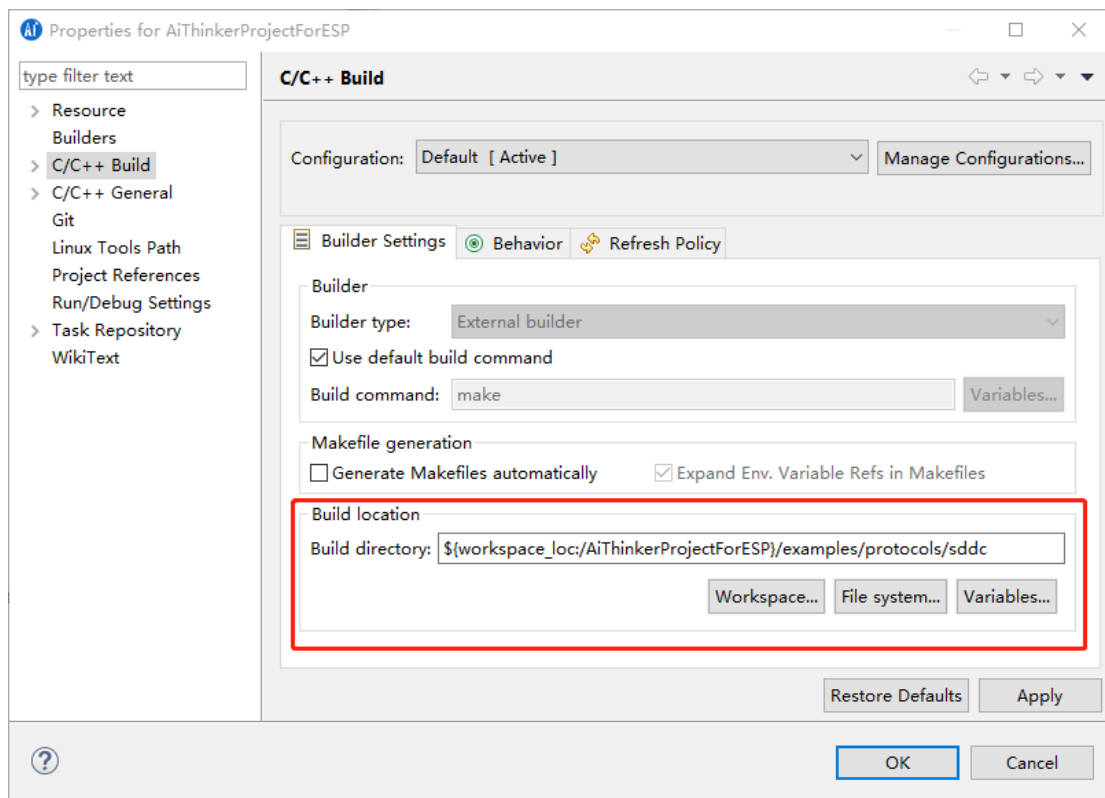 Ai Properties for AiThinkerProjectForESP
type filter text
Resource
Builders
C/C++ Build
C/C++ General
Git
Linux Tools Path
Project References
Run/Debug Settings
Task Repository
WikiText
C/C++ Build
Configuration: Default [ Active ] Manage Configurations...
Builder Settings Behavior Refresh Policy
Builder
Builder type: External builder
Use default build command
Build command: make Variables...
Makefile generation
Generate Makefiles automatically Expand Env. Variable Refs in Makefiles
Build location
Build directory: ${workspace_loc:/AiThinkerProjectForESP}/examples/protocols/sddc
Workspace... File system... Variables...
Restore Defaults Apply
? OK Cancel